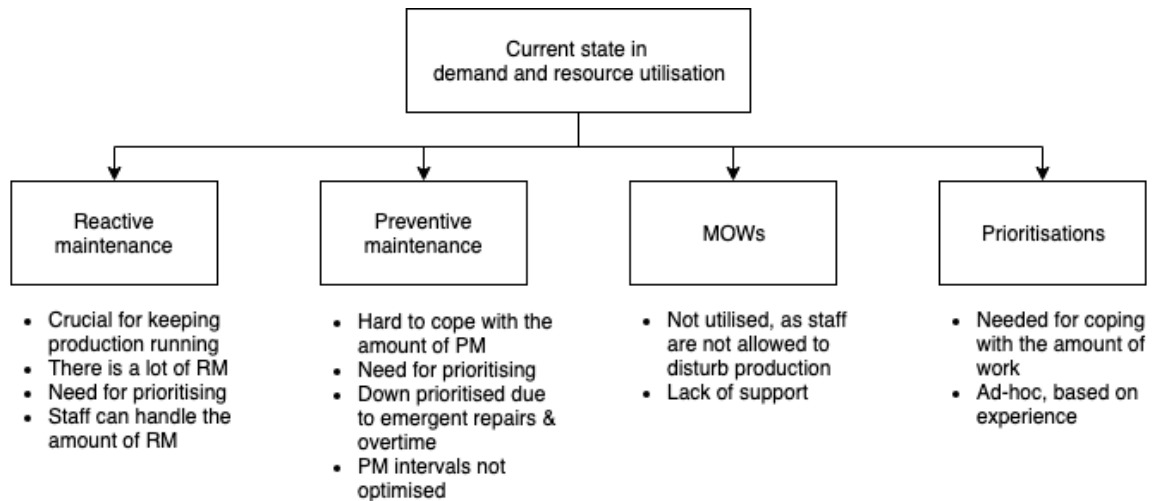 Current state in
demand and resource utilisation
Reactive
maintenance
Preventive
maintenance
MOWs
Prioritisations
• Crucial for keeping
production running
• There is a lot of RM
• Need for prioritising
• Staff can handle the
amount of RM
• Hard to cope with the
amount of PM
• Need for prioritising
• Down prioritised due
to emergent repairs &
overtime
• PM intervals not
optimised
• Not utilised, as staff
are not allowed to
disturb production
• Lack of support
• Needed for coping
with the amount of
work
• Ad-hoc, based on
experience